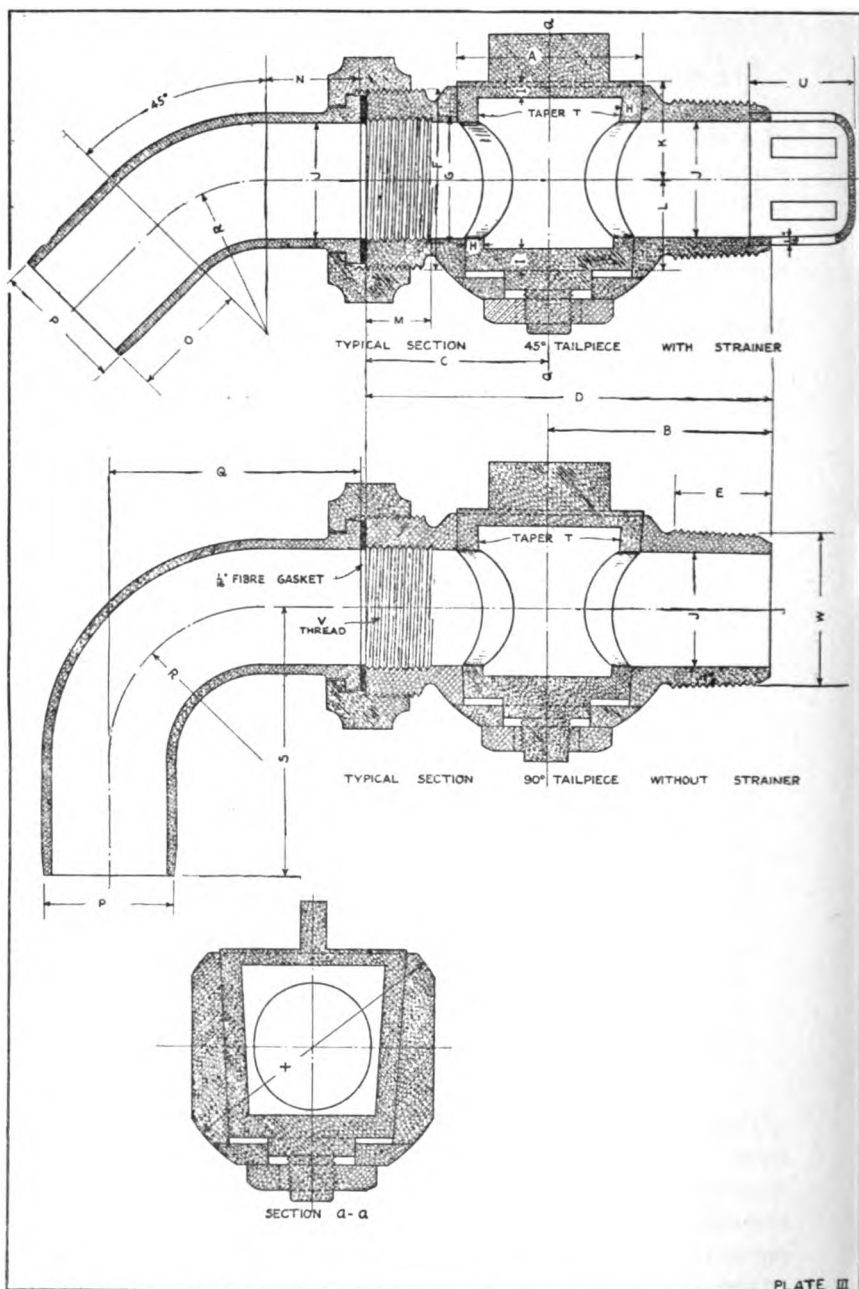 a
A
N
U
45°
I
TAPER T
H
K
J
F
G
J
R
L
H
I
P
O
M
TYPICAL SECTION 45° TAILPIECE WITH STRAINER
C
a
D
B
Q
E
TAPER T
1/16" FIBRE GASKET
V
THREAD
J
W
R
S
TYPICAL SECTION 90° TAILPIECE WITHOUT STRAINER
P
SECTION a-a
PLATE III